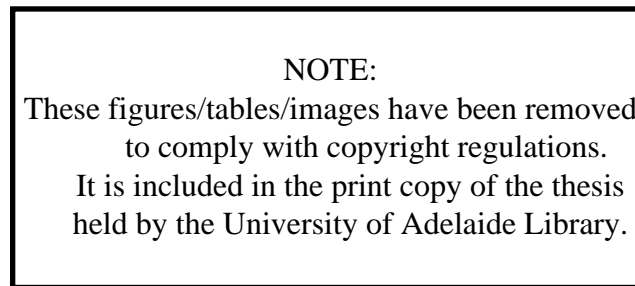 NOTE:
These figures/tables/images have been removed
to comply with copyright regulations.
It is included in the print copy of the thesis
held by the University of Adelaide Library.